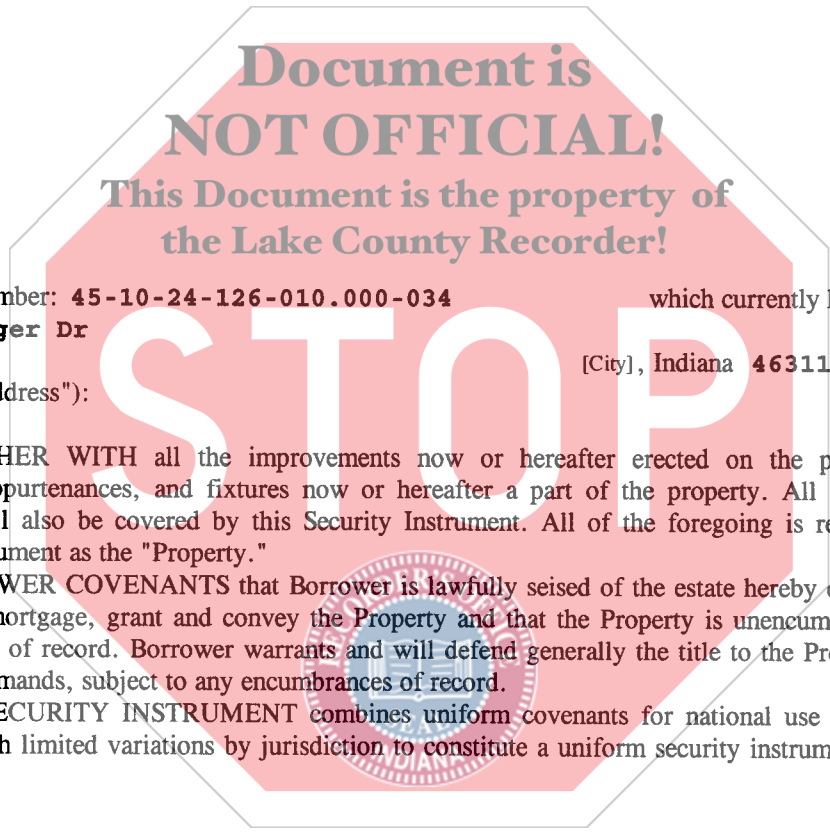 Document is
NOT OFFICIAL!
This Document is the property of
the Lake County Recorder!
mber: 45-10-24-126-010.000-034 which currently
ger Dr
[City], Indiana 46311
ddress"):
STOP
HER WITH all the improvements now or hereafter erected on the p
ppurtenances, and fixtures now or hereafter a part of the property. All
l also be covered by this Security Instrument. All of the foregoing is re
ument as the "Property."
WER COVENANTS that Borrower is lawfully seised of the estate hereby
mortgage, grant and convey the Property and that the Property is unencum
of record. Borrower warrants and will defend generally the title to the Pr
mands, subject to any encumbrances of record.
ECURITY INSTRUMENT combines uniform covenants for national use
h limited variations by jurisdiction to constitute a uniform security instrum
RECORDER'S OFFICE
INDIANA